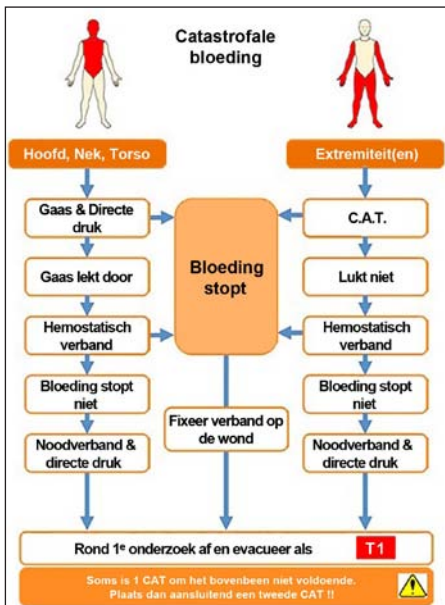 Catastrofale
bloeding
Hoofd, Nek, Torso
Extremiteit(en)
Gaas & Directe
druk
C.A.T.
Bloeding
stopt
Gaas lekt door
Lukt niet
Hemostatisch
verband
Hemostatisch
verband
Bloeding stopt
niet
Bloeding stopt
niet
Fixeer verband op
de wond
Noodverband &
directe druk
Noodverband &
directe druk
Rond 1e onderzoek af en evacueer als T1
Soms is 1 CAT om het bovenbeen niet voldoende.
Plaats dan aansluitend een tweede CAT !!